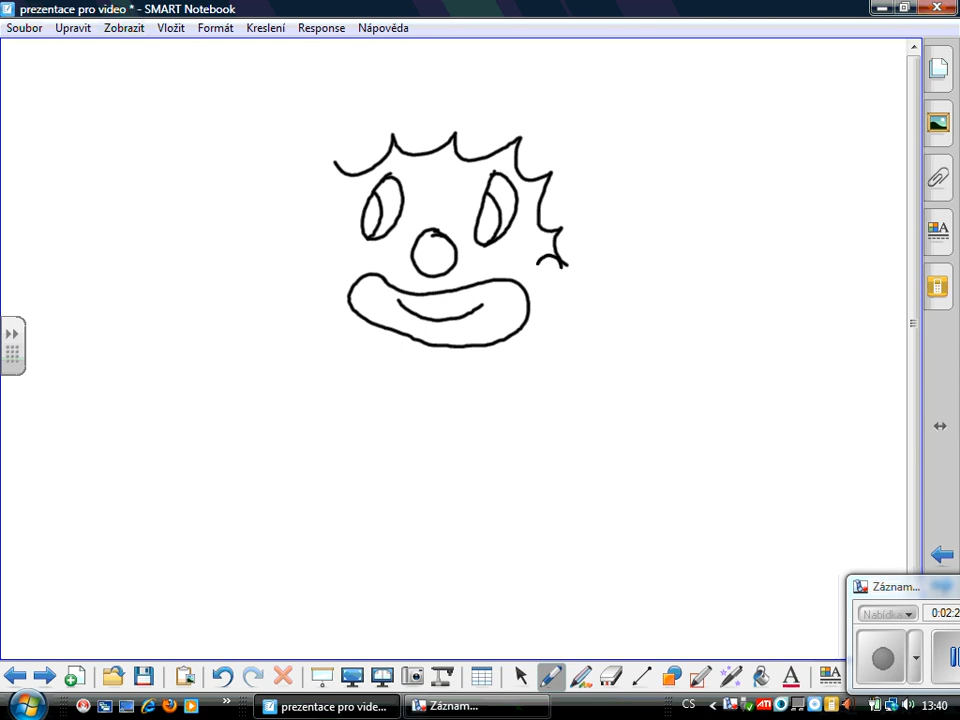 prezentace pro video * - SMART Notebook
Soubor Upravit Zobrazit Vložit Formát Kreslení Response Nápověda
Záznam...
Nabídka
0:02:2
prezentace pro vide...
Záznam...
CS
ATI
13:40